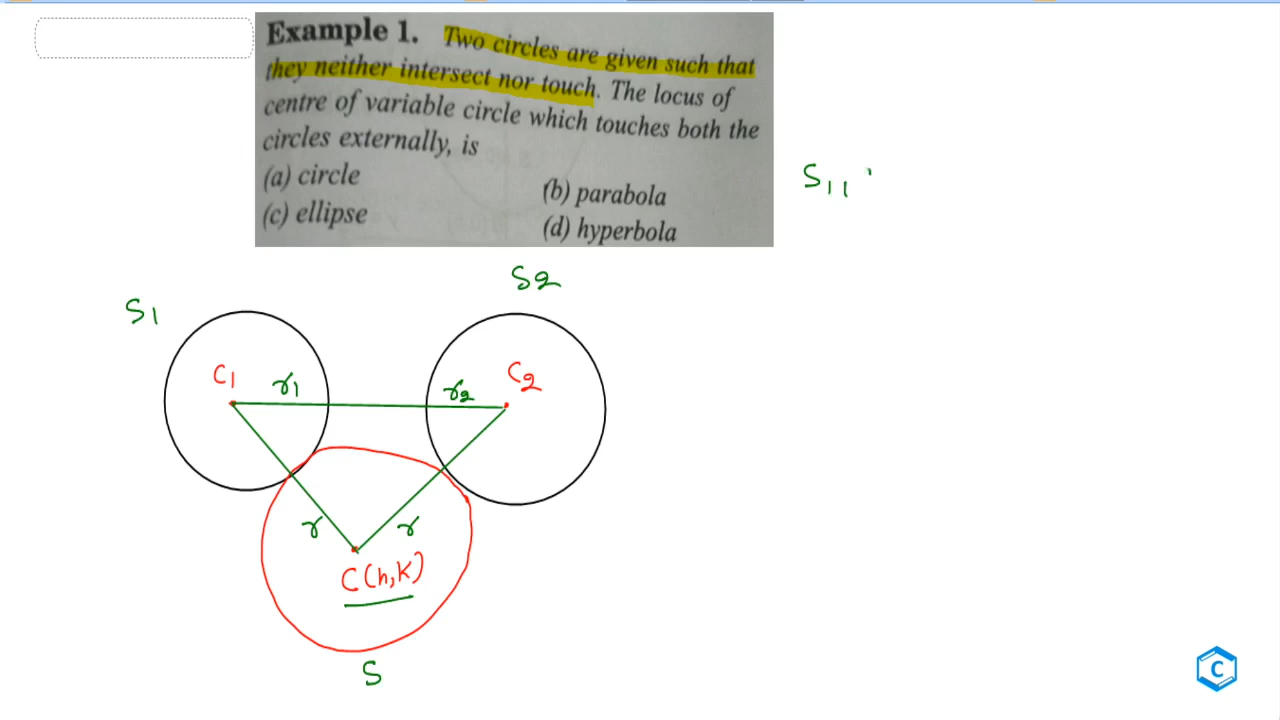 Example 1. Two circles are given such that
they neither intersect nor touch. The locus of
centre of variable circle which touches both the
circles externally, is
(a) circle
(b) parabola
(c) ellipse
(d) hyperbola
S11
S1
S2
C1
r1
r2
C2
r
r
C(h,k)
S
C